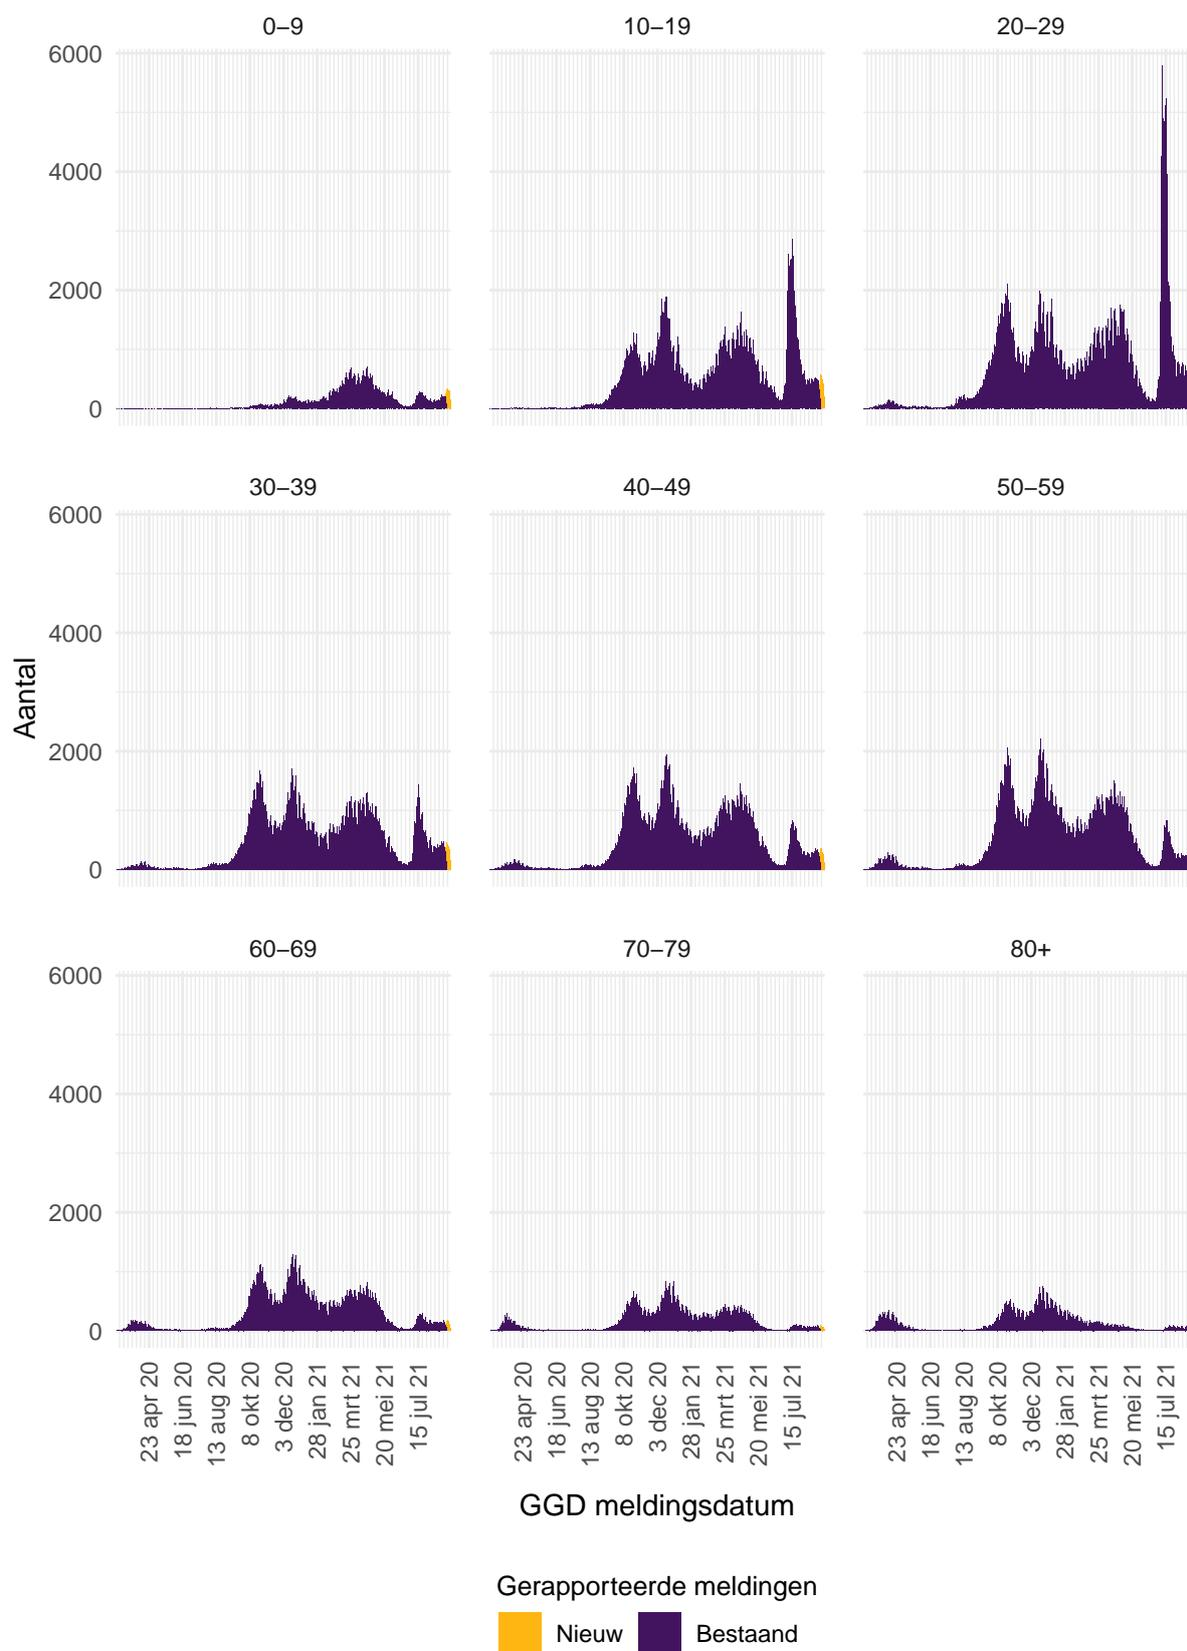 0–9
10–19
20–29
6000
4000
2000
0
30–39
40–49
50–59
6000
4000
2000
0
Aantal
60–69
70–79
80+
6000
4000
2000
0
23 apr 20
18 jun 20
13 aug 20
8 okt 20
3 dec 20
28 jan 21
25 mrt 21
20 mei 21
15 jul 21
23 apr 20
18 jun 20
13 aug 20
8 okt 20
3 dec 20
28 jan 21
25 mrt 21
20 mei 21
15 jul 21
23 apr 20
18 jun 20
13 aug 20
8 okt 20
3 dec 20
28 jan 21
25 mrt 21
20 mei 21
15 jul 21
GGD meldingsdatum
Gerapporteerde meldingen
Nieuw
Bestaand